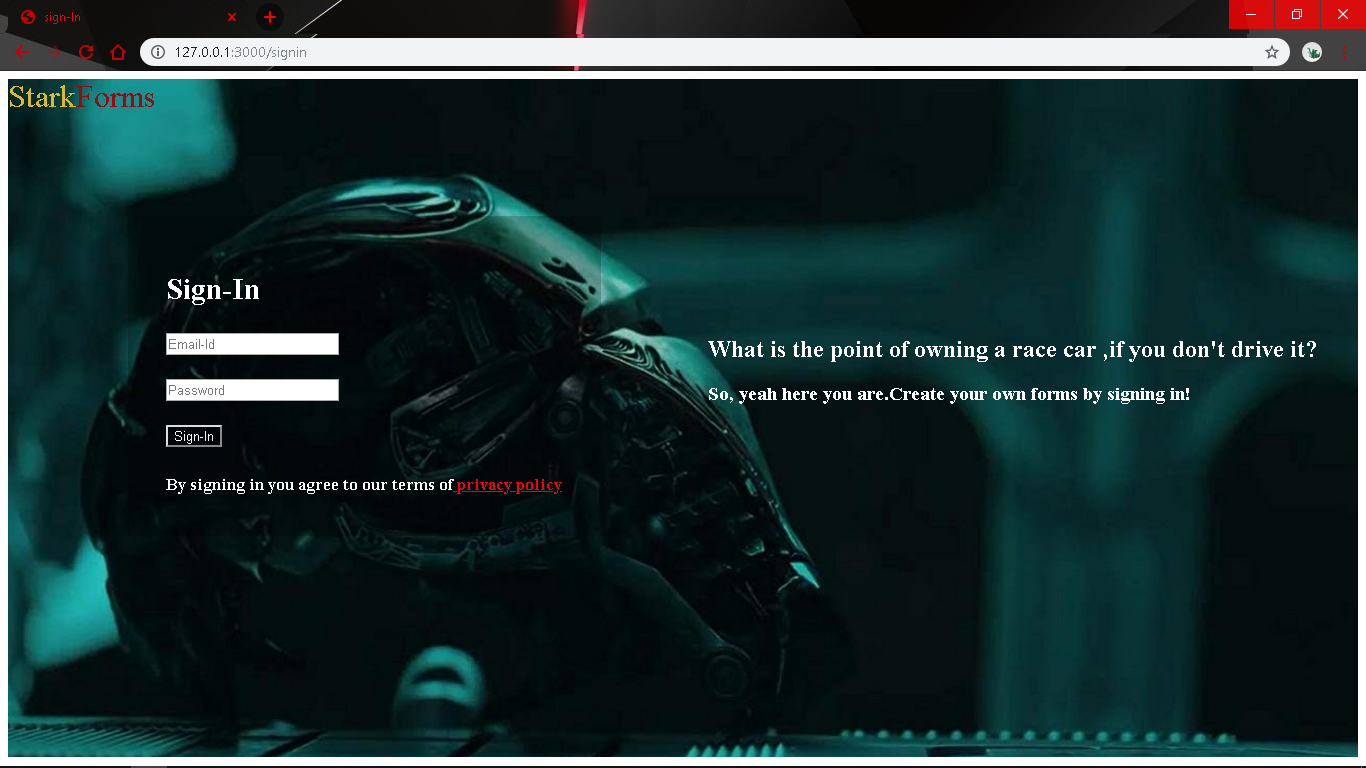 sign-In
127.0.0.1:3000/signin
StarkForms
Sign-In
Email-Id
Password
Sign-In
By signing in you agree to our terms of privacy policy
What is the point of owning a race car ,if you don't drive it?
So, yeah here you are.Create your own forms by signing in!